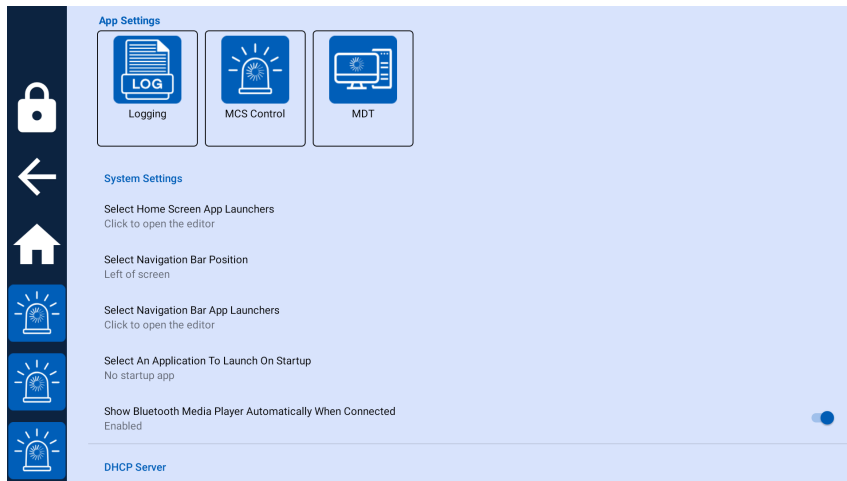 App Settings
LOG
Logging
MCS Control
MDT
System Settings
Select Home Screen App Launchers
Click to open the editor
Select Navigation Bar Position
Left of screen
Select Navigation Bar App Launchers
Click to open the editor
Select An Application To Launch On Startup
No startup app
Show Bluetooth Media Player Automatically When Connected
Enabled
DHCP Server